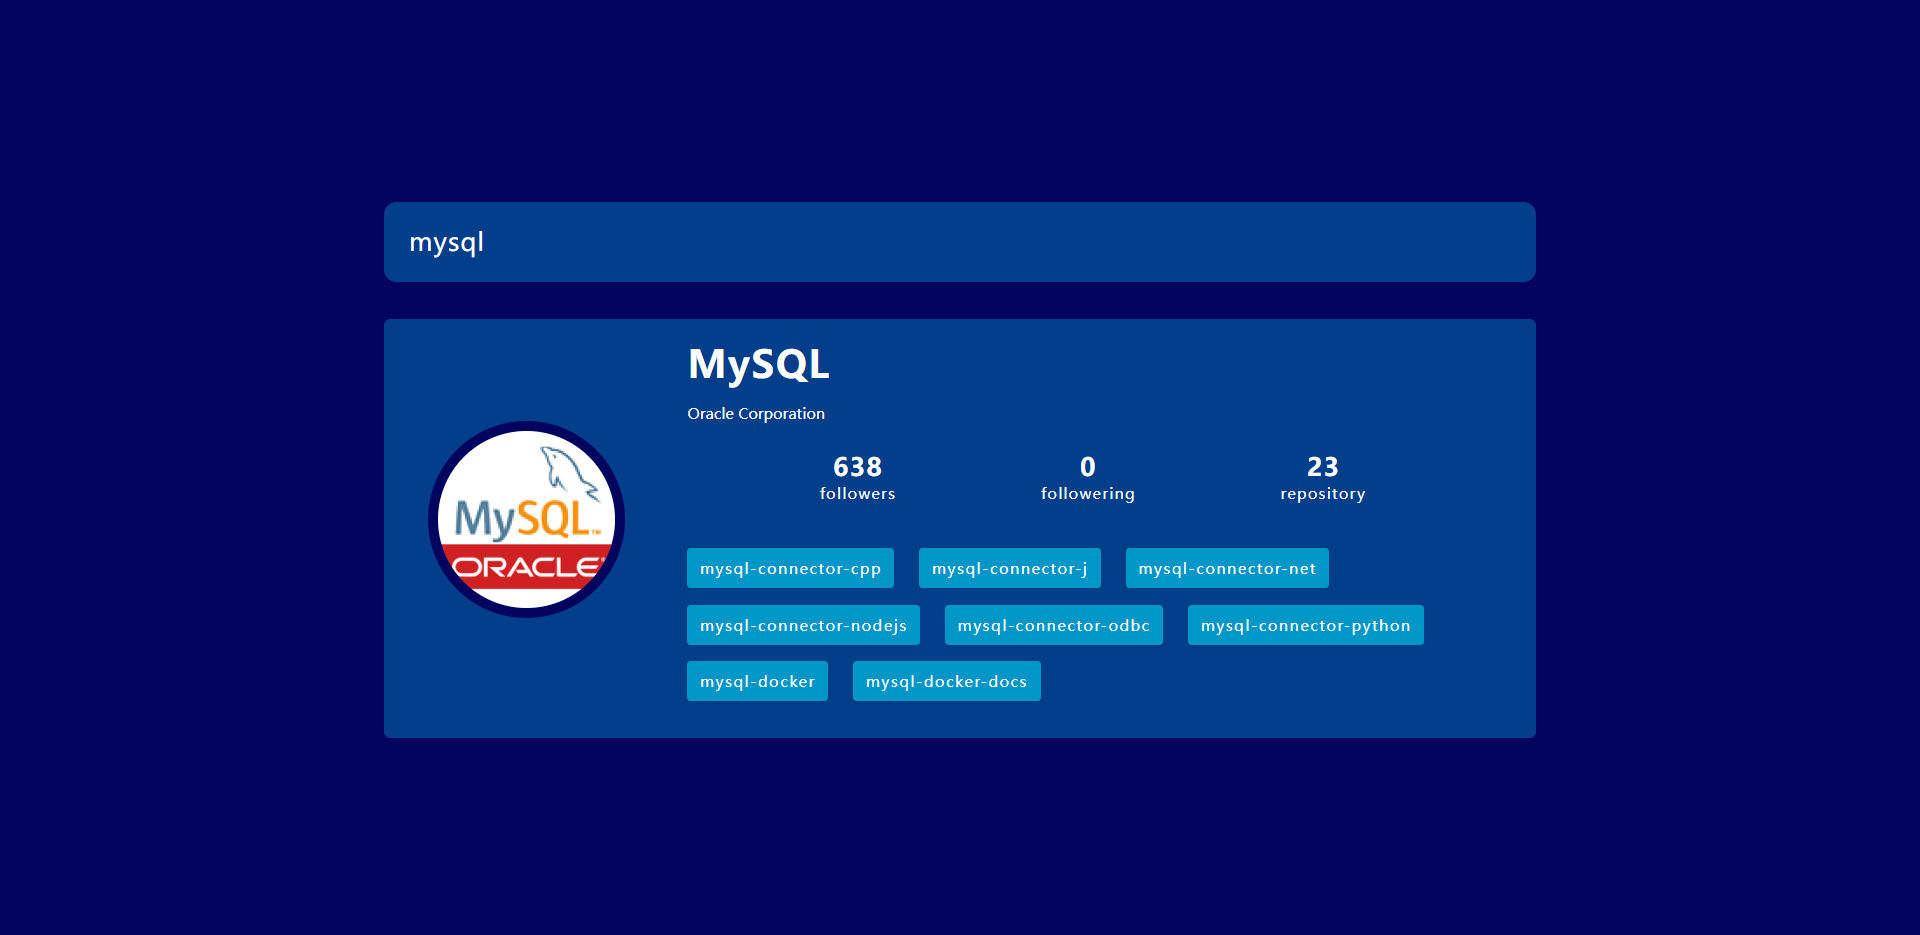 mysql
MySQL
Oracle Corporation
638 0 23
followers following repository
mysql-connector-cpp mysql-connector-j mysql-connector-net
mysql-connector-nodejs mysql-connector-odbc mysql-connector-python
mysql-docker mysql-docker-docs
MySQL™
ORACLE